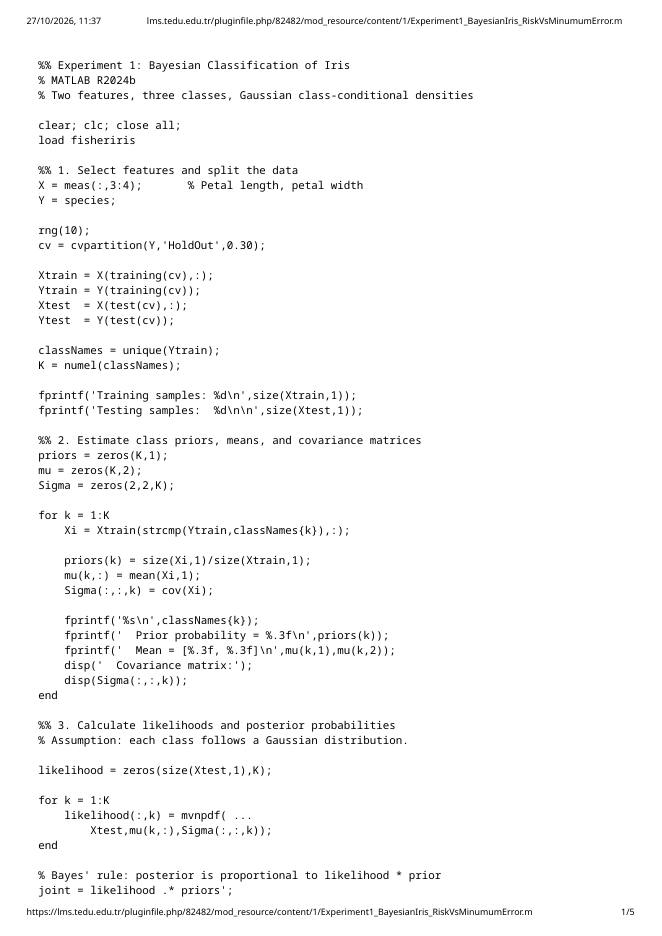 27/10/2026, 11:37 lms.tedu.edu.tr/pluginfile.php/82482/mod_resource/content/1/Experiment1_BayesianIris_RiskVsMinumumError.m
%% Experiment 1: Bayesian Classification of Iris
% MATLAB R2024b
% Two features, three classes, Gaussian class-conditional densities
clear; clc; close all;
load fisheriris
%% 1. Select features and split the data
X = meas(:,3:4);       % Petal length, petal width
Y = species;
rng(10);
cv = cvpartition(Y,'HoldOut',0.30);
Xtrain = X(training(cv),:);
Ytrain = Y(training(cv));
Xtest  = X(test(cv),:);
Ytest  = Y(test(cv));
classNames = unique(Ytrain);
K = numel(classNames);
fprintf('Training samples: %d\n',size(Xtrain,1));
fprintf('Testing samples:  %d\n\n',size(Xtest,1));
%% 2. Estimate class priors, means, and covariance matrices
priors = zeros(K,1);
mu = zeros(K,2);
Sigma = zeros(2,2,K);
for k = 1:K
    Xi = Xtrain(strcmp(Ytrain,classNames{k}),:);
    priors(k) = size(Xi,1)/size(Xtrain,1);
    mu(k,:) = mean(Xi,1);
    Sigma(:,:,k) = cov(Xi);
    fprintf('%s\n',classNames{k});
    fprintf('  Prior probability = %.3f\n',priors(k));
    fprintf('  Mean = [%.3f, %.3f]\n',mu(k,1),mu(k,2));
    disp('  Covariance matrix:');
    disp(Sigma(:,:,k));
end
%% 3. Calculate likelihoods and posterior probabilities
% Assumption: each class follows a Gaussian distribution.
likelihood = zeros(size(Xtest,1),K);
for k = 1:K
    likelihood(:,k) = mvnpdf( ...
        Xtest,mu(k,:),Sigma(:,:,k));
end
% Bayes' rule: posterior is proportional to likelihood * prior
joint = likelihood .* priors';
https://lms.tedu.edu.tr/pluginfile.php/82482/mod_resource/content/1/Experiment1_BayesianIris_RiskVsMinumumError.m 1/5